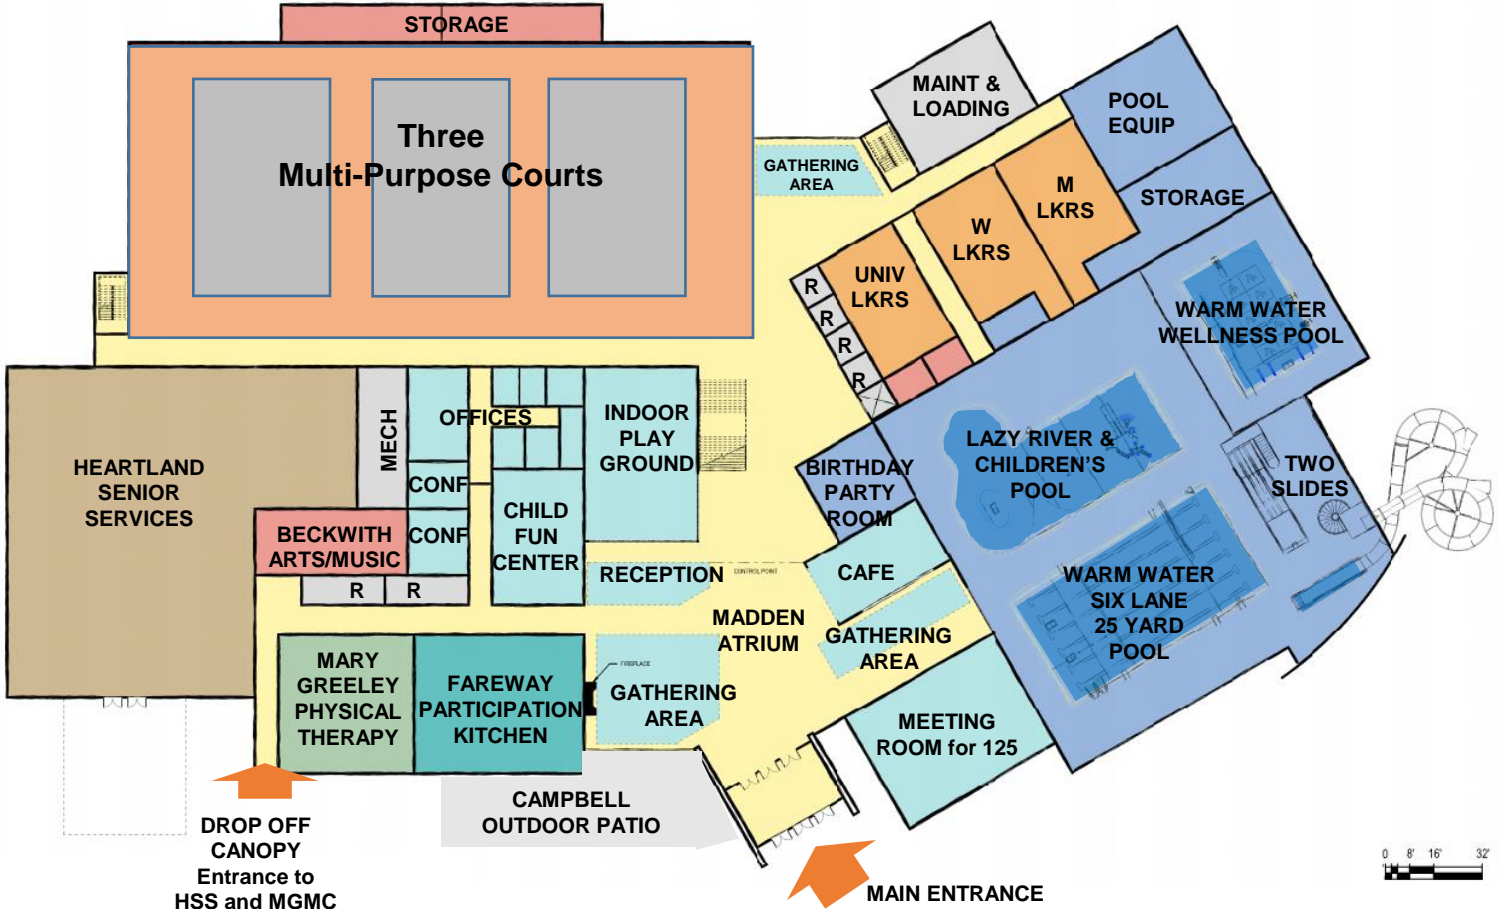 STORAGE
Three
Multi-Purpose Courts
MAINT &
LOADING
POOL
EQUIP
GATHERING
AREA
M
LKRS
STORAGE
W
LKRS
UNIV
LKRS
R
R
R
R
WARM WATER
WELLNESS POOL
MECH
OFFICES
INDOOR
PLAY
GROUND
HEARTLAND
SENIOR
SERVICES
CONF
CONF
BECKWITH
ARTS/MUSIC
R
R
CHILD
FUN
CENTER
BIRTHDAY
PARTY
ROOM
LAZY RIVER &
CHILDREN'S
POOL
TWO
SLIDES
RECEPTION
CONTROL POINT
CAFE
WARM WATER
SIX LANE
25 YARD
POOL
MADDEN
ATRIUM
GATHERING
AREA
MARY
GREELEY
PHYSICAL
THERAPY
FAREWAY
PARTICIPATION
KITCHEN
FIREPLACE
GATHERING
AREA
MEETING
ROOM for 125
CAMPBELL
OUTDOOR PATIO
DROP OFF
CANOPY
Entrance to
HSS and MGMC
MAIN ENTRANCE
0 8' 16' 32'